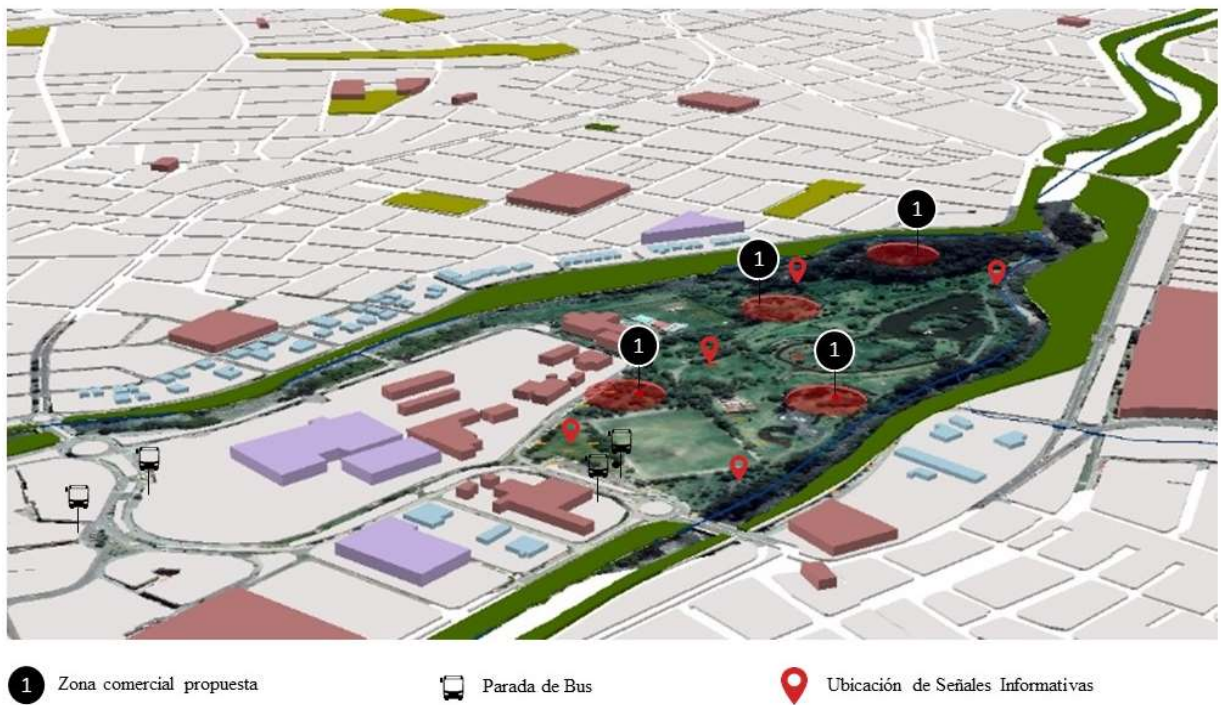 1
1
1
1
1 Zona comercial propuesta
Parada de Bus
Ubicación de Señales Informativas